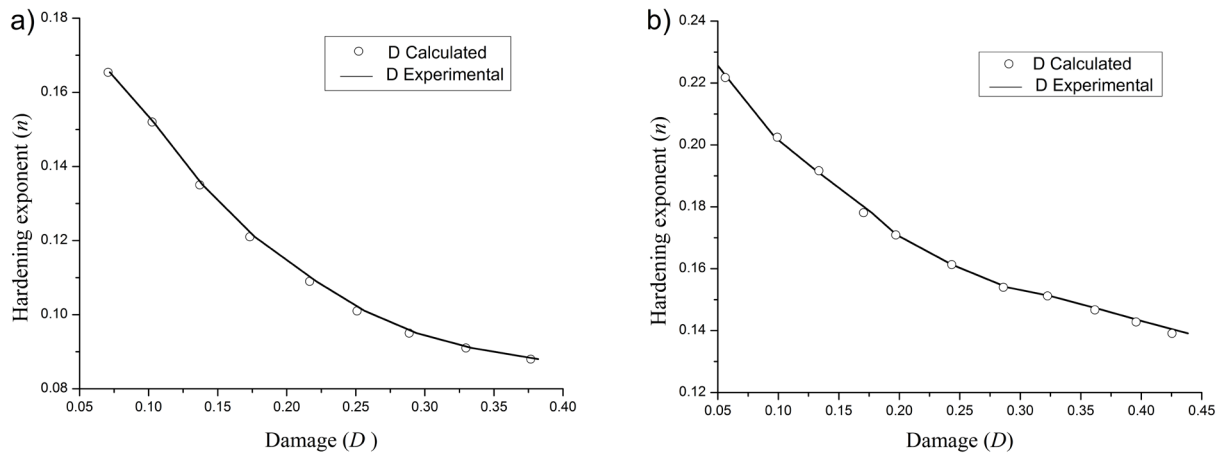 a)
0.18
0.16
0.14
0.12
0.10
0.08
Hardening exponent (n)
D Calculated
D Experimental
0.05 0.10 0.15 0.20 0.25 0.30 0.35 0.40
Damage (D )
b)
0.24
0.22
0.20
0.18
0.16
0.14
0.12
Hardening exponent (n)
D Calculated
D Experimental
0.05 0.10 0.15 0.20 0.25 0.30 0.35 0.40 0.45
Damage (D)